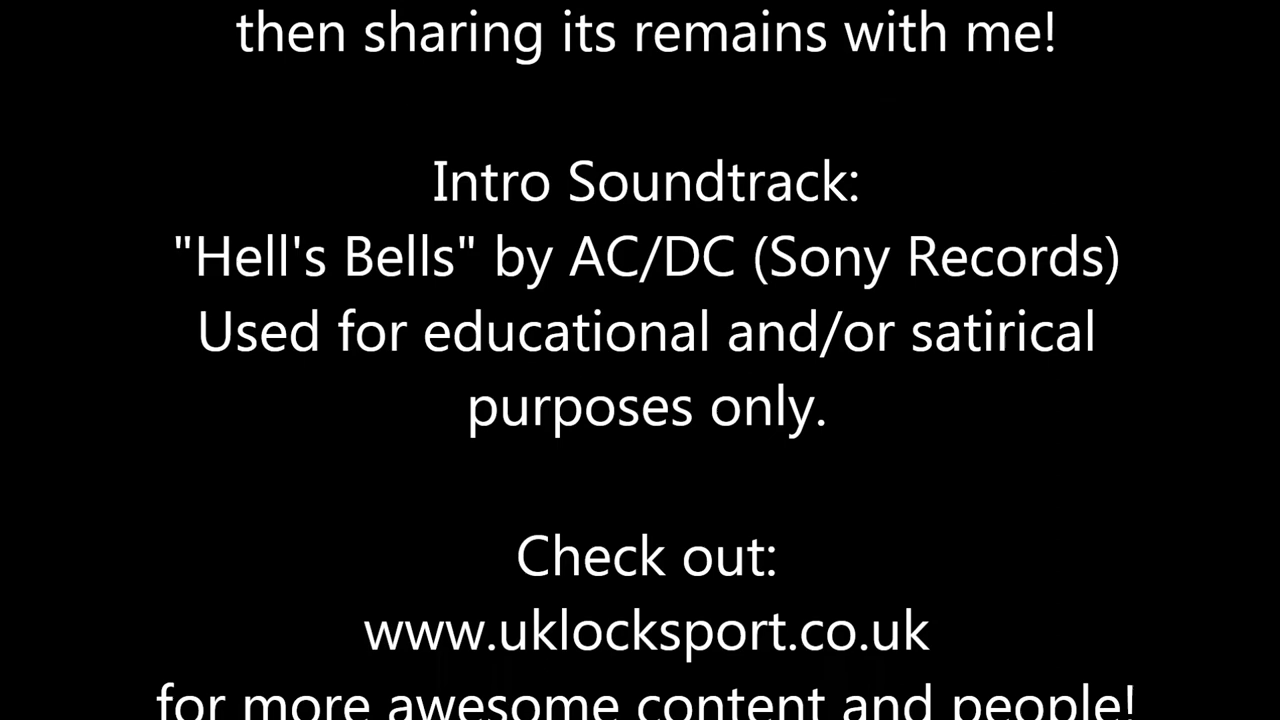 then sharing its remains with me!
Intro Soundtrack:
"Hell's Bells" by AC/DC (Sony Records)
Used for educational and/or satirical
purposes only.
Check out:
www.uklocksport.co.uk
for more awesome content and people!